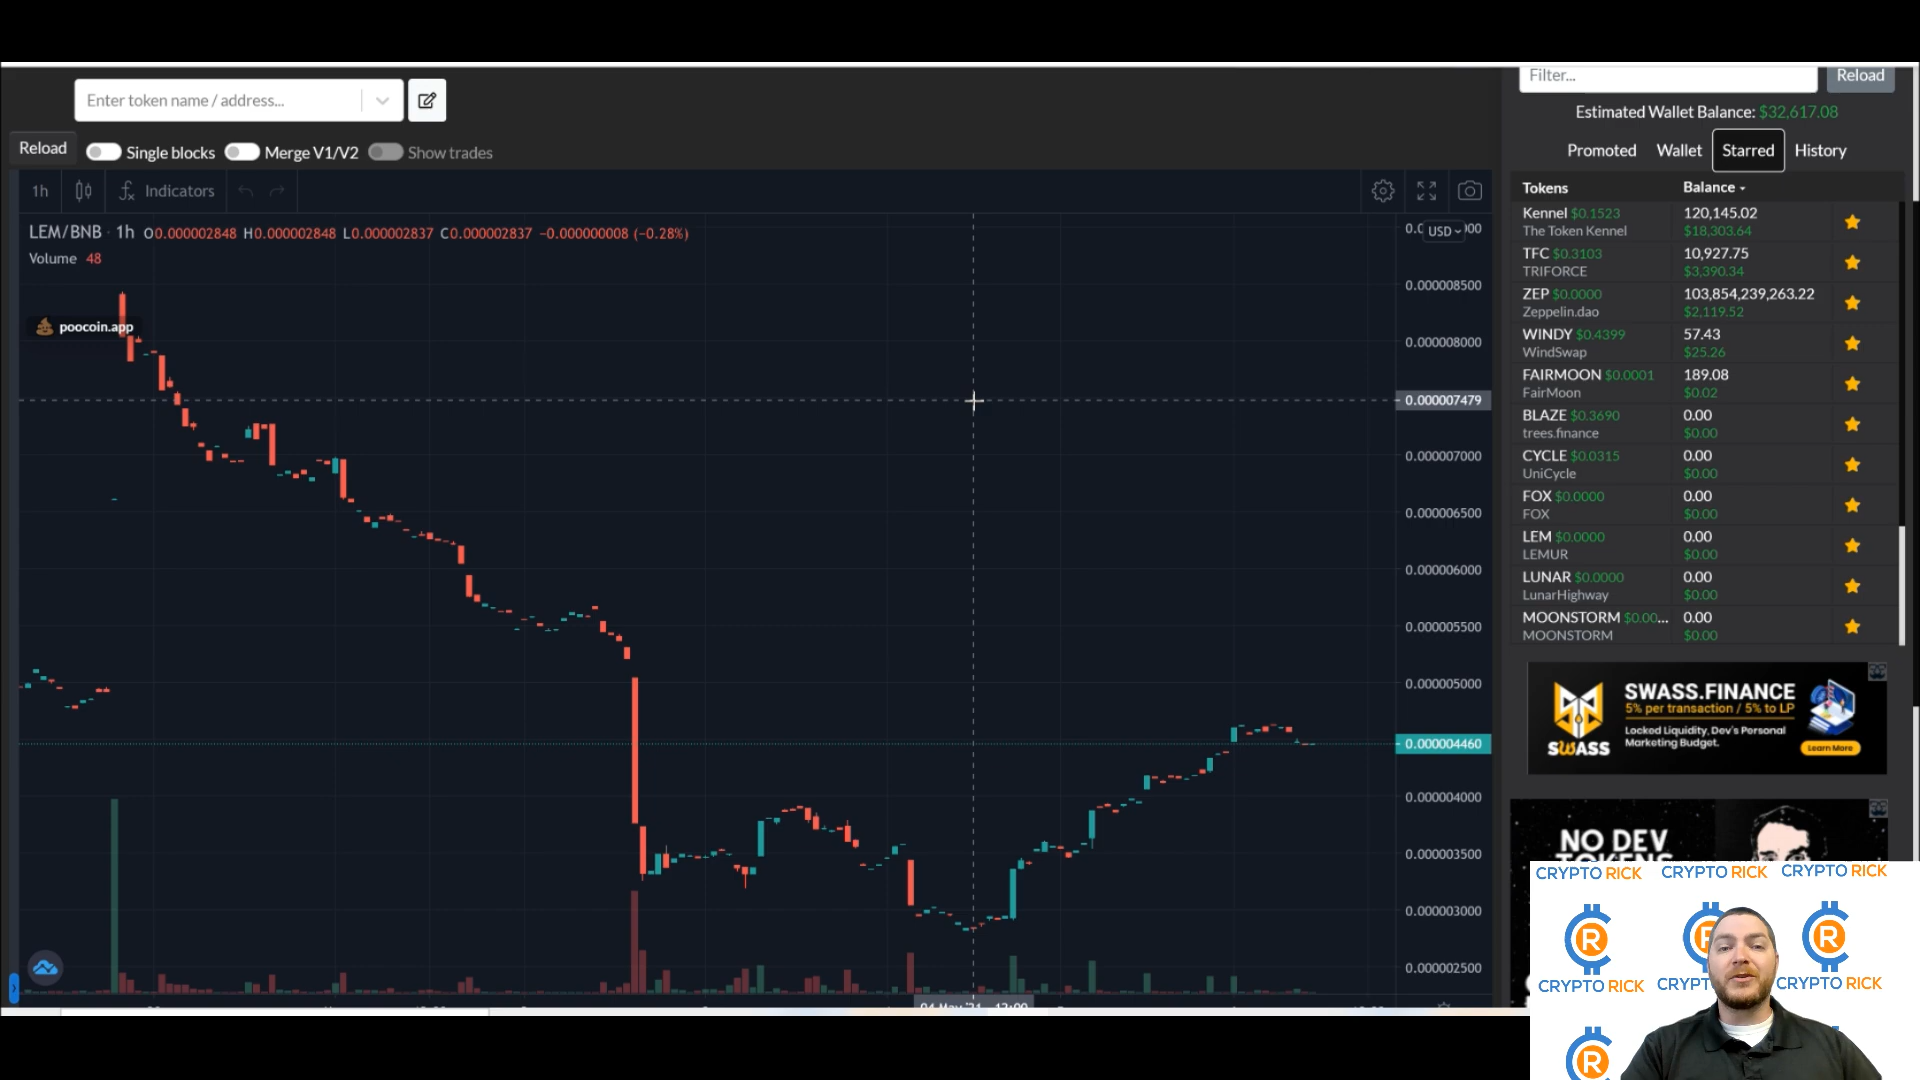 Enter token name / address...
Reload
Single blocks
Merge V1/V2
Show trades
1h
Indicators
LEM/BNB · 1h O0.000002848 H0.000002848 L0.000002837 C0.000002837 −0.000000008 (−0.28%)
Volume 48
poocoin.app
USD
0.000008500
0.000008000
0.000007479
0.000007000
0.000006500
0.000006000
0.000005500
0.000005000
0.000004460
0.000004000
0.000003500
0.000003000
0.000002500
04 May '21 13:00
Filter...
Reload
Estimated Wallet Balance: $32,617.08
Promoted Wallet Starred History
Tokens Balance
Kennel $0.1523 120,145.02
The Token Kennel $18,303.64
TFC $0.3103 10,927.75
TRIFORCE $3,390.34
ZEP $0.0000 103,854,239,263.22
Zeppelin.dao $2,119.52
WINDY $0.4399 57.43
WindSwap $25.26
FAIRMOON $0.0001 189.08
FairMoon $0.02
BLAZE $0.3690 0.00
trees.finance $0.00
CYCLE $0.0315 0.00
UniCycle $0.00
FOX $0.0000 0.00
FOX $0.00
LEM $0.0000 0.00
LEMUR $0.00
LUNAR $0.0000 0.00
LunarHighway $0.00
MOONSTORM $0.00... 0.00
MOONSTORM $0.00
SWASS.FINANCE
5% per transaction / 5% to LP
Locked Liquidity, Dev's Personal
Marketing Budget.
SWASS
Learn More
NO DEV
TOKENS
CRYPTO RICK CRYPTO RICK CRYPTO RICK
R R R
CRYPTO RICK CRYPT CRYPTO RICK
R